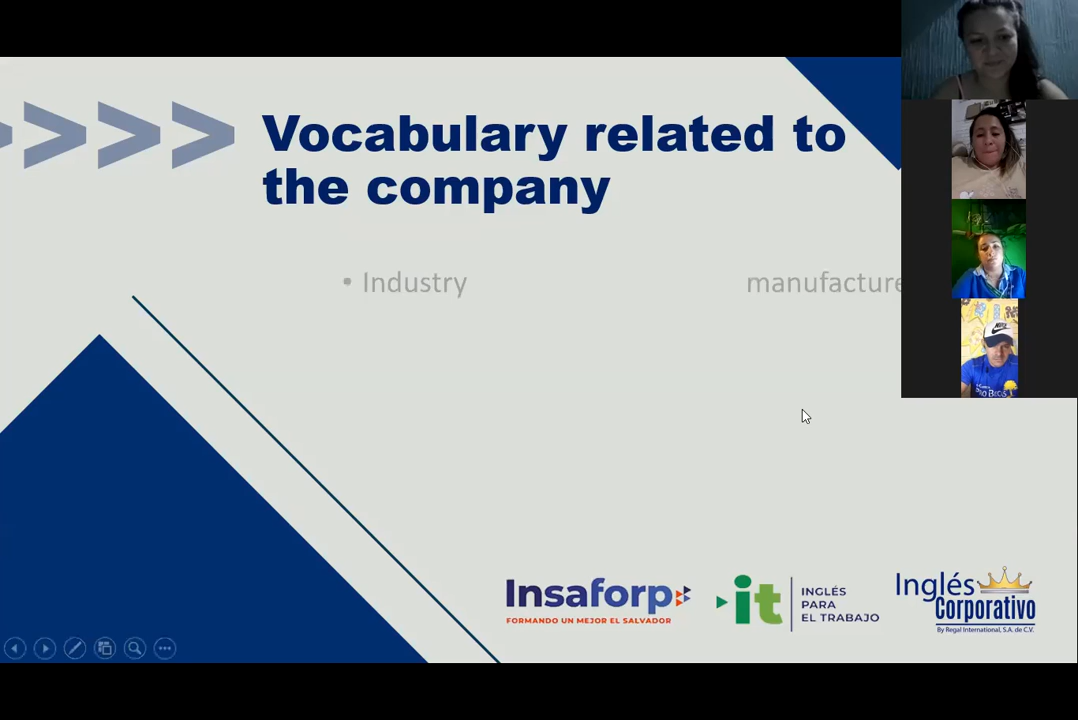 >>>>
Vocabulary related to
the company
• Industry manufacture
Insaforp
FORMANDO UN MEJOR EL SALVADOR
it
INGLÉS
PARA
EL TRABAJO
Inglés
Corporativo
By Regal International, S.A. de C.V.